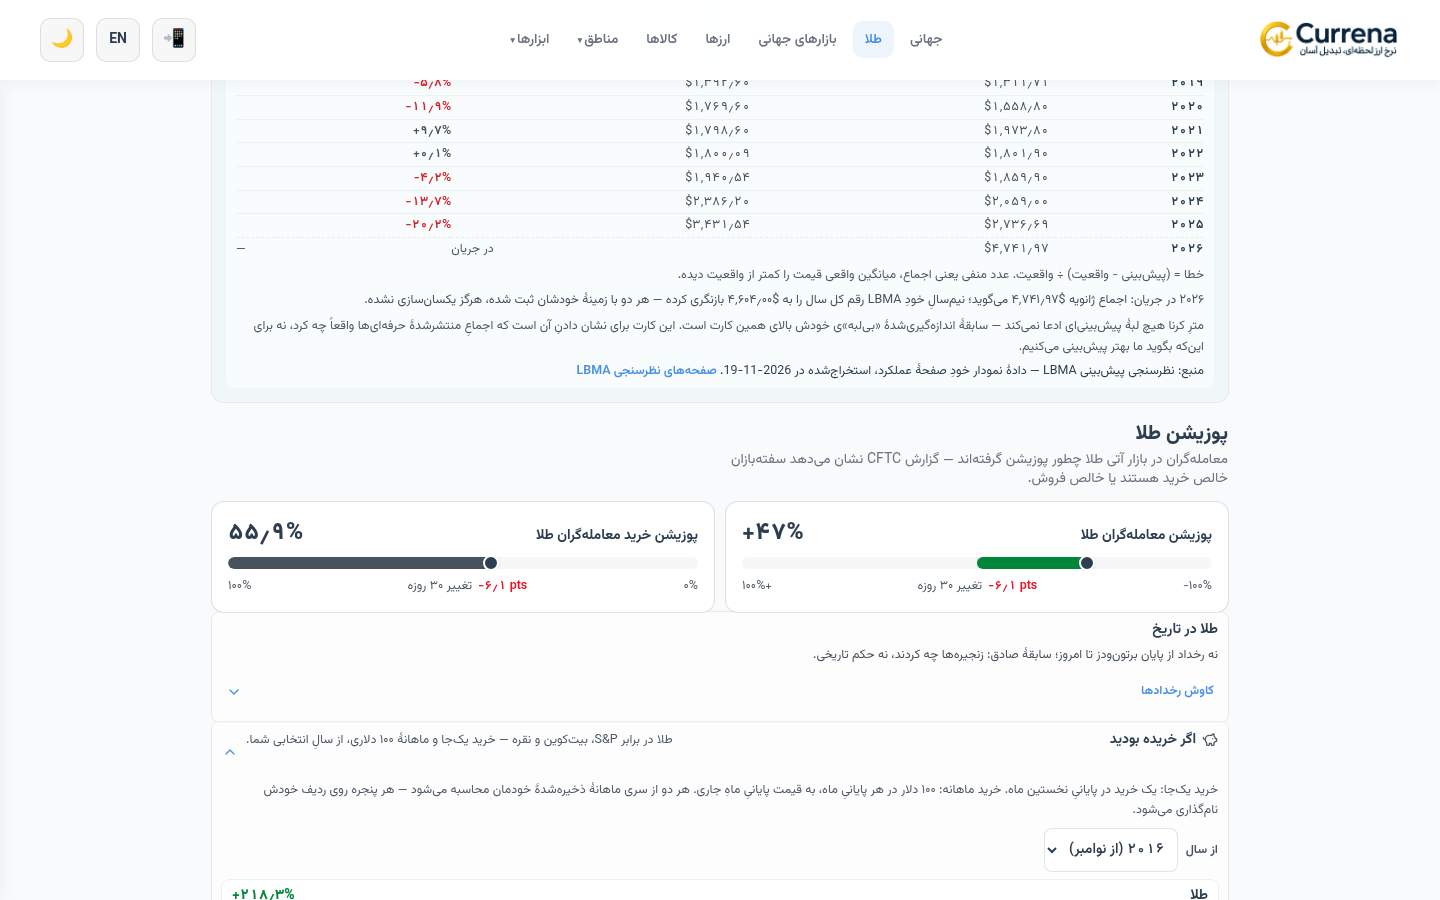 Currena
نرخ ارز لحظه‌ای، تبدیل آسان
جهانی
طلا
بازارهای جهانی
ارزها
کالاها
مناطق ▾
ابزارها ▾
EN
۲۰۱۹ $۱,۳۱۱٫۷۱ $۱,۳۹۲٫۶۰ -۵٫۸%
۲۰۲۰ $۱,۵۵۸٫۸۰ $۱,۷۶۹٫۶۰ -۱۱٫۹%
۲۰۲۱ $۱,۹۷۳٫۸۰ $۱,۷۹۸٫۶۰ +۹٫۷%
۲۰۲۲ $۱,۸۰۱٫۹۰ $۱,۸۰۰٫۰۹ +۰٫۱%
۲۰۲۳ $۱,۸۵۹٫۹۰ $۱,۹۴۰٫۵۴ -۴٫۲%
۲۰۲۴ $۲,۰۵۹٫۰۰ $۲,۳۸۶٫۲۰ -۱۳٫۷%
۲۰۲۵ $۲,۷۳۶٫۶۹ $۳,۴۳۱٫۵۴ -۲۰٫۲%
۲۰۲۶ $۴,۷۴۱٫۹۷ در جریان —
خطا = (پیش‌بینی - واقعیت) ÷ واقعیت. عدد منفی یعنی اجماع، میانگین واقعی قیمت را کمتر از واقعیت دیده.
۲۰۲۶ در جریان: اجماع ژانویه $۴,۷۴۱٫۹۷ می‌گوید؛ نیم‌سالِ خودِ LBMA رقم کل سال را به $۴,۶۰۴٫۰۰ بازنگری کرده — هر دو با زمینهٔ خودشان ثبت شده، هرگز یکسان‌سازی نشده.
مترِ کرنا هیچ لبهٔ پیش‌بینی‌ای ادعا نمی‌کند — سابقهٔ اندازه‌گیری‌شدهٔ «بی‌لبه»‌ی خودش بالای همین کارت است. این کارت برای نشان دادنِ آن است که اجماعِ منتشرشدهٔ حرفه‌ای‌ها واقعاً چه کرد، نه برای
این‌که بگوید ما بهتر پیش‌بینی می‌کنیم.
منبع: نظرسنجی پیش‌بینی LBMA — دادهٔ نمودار خودِ صفحهٔ عملکرد، استخراج‌شده در 2026-11-19. صفحه‌های نظرسنجی LBMA
پوزیشن طلا
معامله‌گران در بازار آتی طلا چطور پوزیشن گرفته‌اند — گزارش CFTC نشان می‌دهد سفته‌بازان
خالص خرید هستند یا خالص فروش.
پوزیشن معامله‌گران طلا +۴۷%
-۱۰۰% -۶٫۱ pts تغییر ۳۰ روزه +۱۰۰%
پوزیشن خرید معامله‌گران طلا ۵۵٫۹%
۰% -۶٫۱ pts تغییر ۳۰ روزه ۱۰۰%
طلا در تاریخ
نه رخداد از پایان برتون‌وودز تا امروز؛ سابقهٔ صادق: زنجیره‌ها چه کردند، نه حکم تاریخی.
کاوش رخدادها
اگر خریده بودید
طلا در برابر S&P، بیت‌کوین و نقره — خرید یک‌جا و ماهانهٔ ۱۰۰ دلاری، از سالِ انتخابی شما.
خرید یک‌جا: یک خرید در پایانیِ نخستین ماه. خرید ماهانه: ۱۰۰ دلار در هر پایانیِ ماه، به قیمت پایانیِ ماهِ جاری. هر دو از سری ماهانهٔ ذخیره‌شدهٔ خودمان محاسبه می‌شود — هر پنجره روی ردیف خودش
نام‌گذاری می‌شود.
از سال
۲۰۱۶ (از نوامبر)
طلا +۲۱۸٫۳%